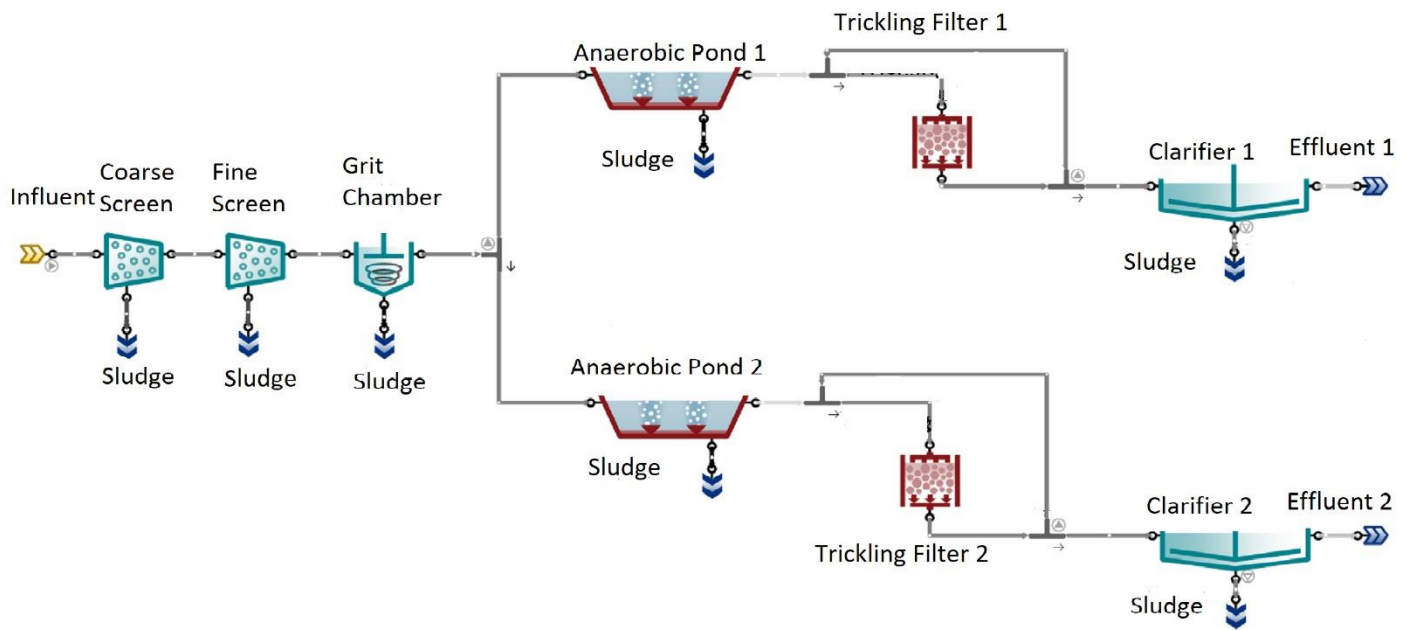 Trickling Filter 1
Anaerobic Pond 1
Sludge
Clarifier 1
Effluent 1
Sludge
Influent
Coarse
Screen
Fine
Screen
Grit
Chamber
Sludge
Sludge
Sludge
Anaerobic Pond 2
Sludge
Trickling Filter 2
Clarifier 2
Effluent 2
Sludge